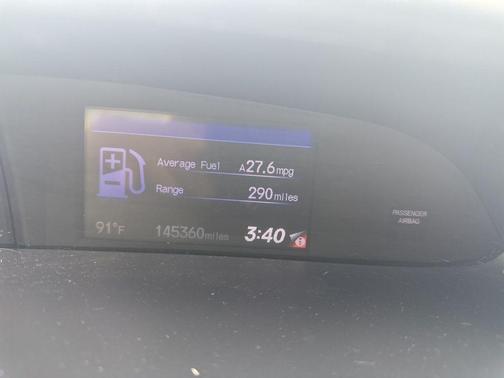 Average Fuel A27.6mpg
Range 290miles
91°F 145360miles 3:40
PASSENGER
AIRBAG